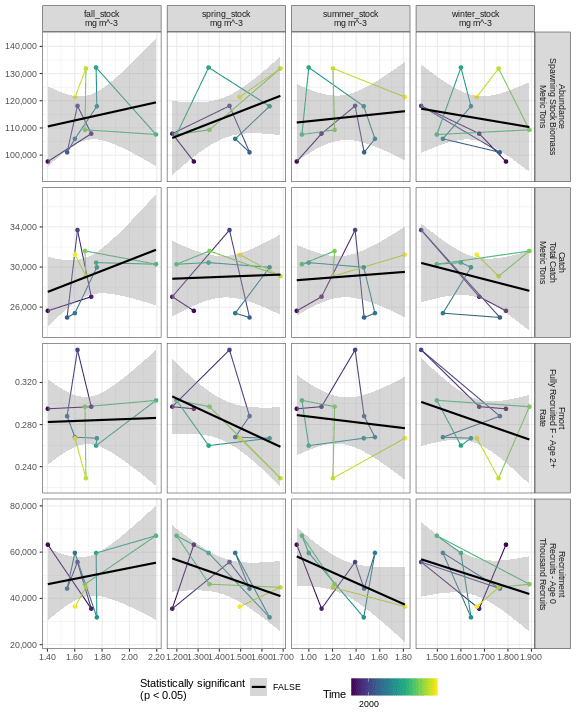 fall_stock
mg m^-3
spring_stock
mg m^-3
summer_stock
mg m^-3
winter_stock
mg m^-3
140,000
130,000
120,000
110,000
100,000
Abundance
Spawning Stock Biomass
Metric Tons
34,000
30,000
26,000
Catch
Total Catch
Metric Tons
0.320
0.280
0.240
Fmort
Fully Recruited F - Age 2+
Rate
80,000
60,000
40,000
20,000
Recruitment
Recruits - Age 0
Thousand Recruits
1.40 1.60 1.80 2.00 2.20
1.200 1.300 1.400 1.500 1.600 1.700
1.00 1.20 1.40 1.60 1.80
1.500 1.600 1.700 1.800 1.900
Statistically significant
(p < 0.05)
FALSE
Time
2000